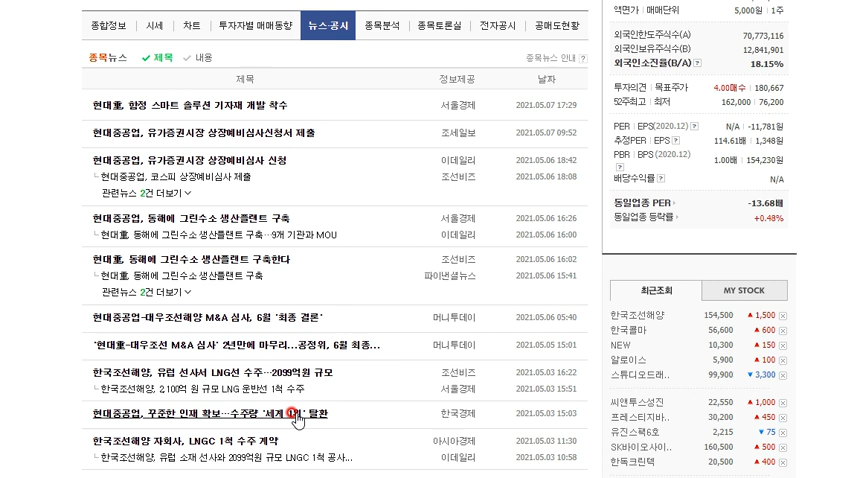 종합정보 시세 차트 투자자별 매매동향 뉴스·공시 종목분석 종목토론실 전자공시 공매도현황
종목뉴스 제목 내용 종목뉴스 안내 ?
제목 정보제공 날짜
현대重, 함정 스마트 솔루션 기자재 개발 착수 서울경제 2021.05.07 17:29
현대중공업, 유가증권시장 상장예비심사신청서 제출 조세일보 2021.05.07 09:52
현대중공업, 유가증권시장 상장예비심사 신청 이데일리 2021.05.06 18:42
현대중공업, 코스피 상장예비심사 제출 조선비즈 2021.05.06 18:08
관련뉴스 2건 더보기
현대중공업, 동해에 그린수소 생산플랜트 구축 서울경제 2021.05.06 16:26
현대重, 동해에 그린수소 생산플랜트 구축…9개 기관과 MOU 이데일리 2021.05.06 16:00
현대重, 동해에 그린수소 생산플랜트 구축한다 조선비즈 2021.05.06 16:02
현대重, 동해에 그린수소 생산플랜트 구축 파이낸셜뉴스 2021.05.06 15:41
관련뉴스 2건 더보기
현대중공업-대우조선해양 M&A 심사, 6월 '최종 결론' 머니투데이 2021.05.06 05:40
'현대重-대우조선 M&A 심사' 2년만에 마무리...공정위, 6월 최종... 머니투데이 2021.05.05 15:01
한국조선해양, 유럽 선사서 LNG선 수주…2099억원 규모 조선비즈 2021.05.03 16:22
한국조선해양, 2,100억 원 규모 LNG 운반선 1척 수주 서울경제 2021.05.03 15:51
현대중공업, 꾸준한 인재 확보…수주량 '세계 1위' 탈환 한국경제 2021.05.03 15:03
한국조선해양 자회사, LNGC 1척 수주 계약 아시아경제 2021.05.03 11:30
한국조선해양, 유럽 소재 선사와 2099억원 규모 LNGC 1척 공사... 이데일리 2021.05.03 10:58
액면가 매매단위 5,000원 1주
외국인한도주식수(A) 70,773,116
외국인보유주식수(B) 12,841,901
외국인소진율(B/A) ? 18.15%
투자의견 목표주가 4.00매수 180,667
52주최고 최저 162,000 76,200
PER EPS(2020.12) ? N/A -11,781원
추정PER EPS ? 114.61배 1,348원
PBR BPS (2020.12) ? 1.00배 154,230원
배당수익률 ? N/A
동일업종 PER -13.68배
동일업종 등락률 +0.48%
최근조회 MY STOCK
한국조선해양 154,500 ▲ 1,500
한국콜마 56,600 ▲ 600
NEW 10,300 ▲ 150
알로이스 5,900 ▲ 100
스튜디오드래.. 99,900 ▼ 3,300
씨앤투스성진 22,550 ▲ 1,000
프레스티지바.. 30,200 ▲ 450
유진스팩6호 2,215 ▼ 75
SK바이오사이.. 160,500 ▲ 500
한독크린텍 20,500 ▲ 400